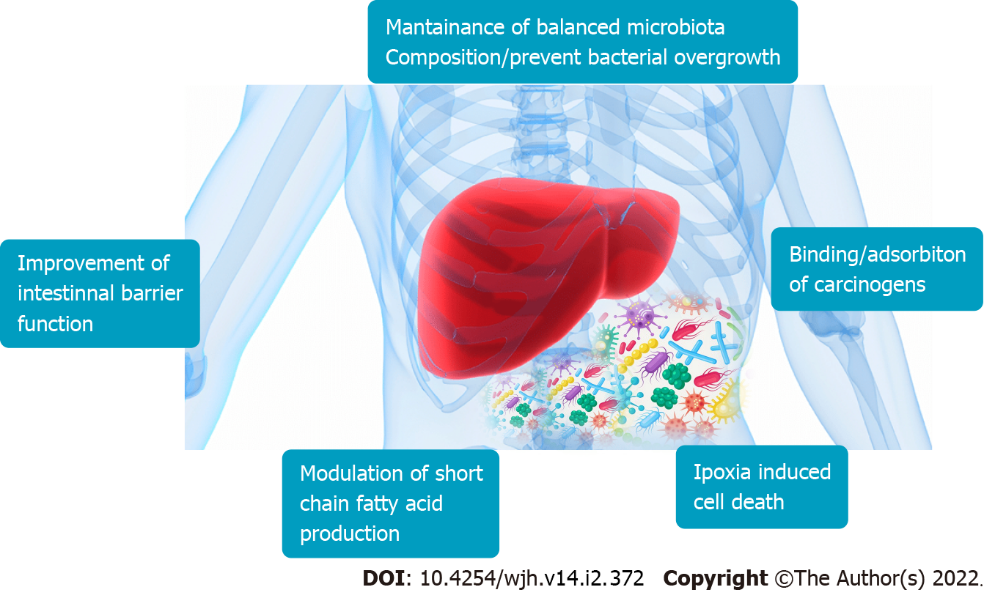 Mantainance of balanced microbiota
Composition/prevent bacterial overgrowth
Improvement of
intestinnal barrier
function
Binding/adsorbiton
of carcinogens
Modulation of short
chain fatty acid
production
Ipoxia induced
cell death
DOI: 10.4254/wjh.v14.i2.372 Copyright ©The Author(s) 2022.